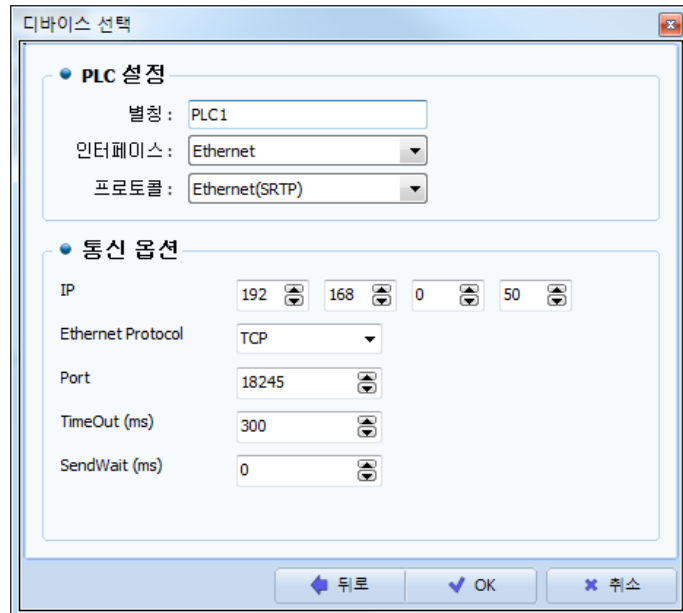 디바이스 선택
PLC 설정
별칭 : PLC1
인터페이스 : Ethernet
프로토콜 : Ethernet(SRTP)
통신 옵션
IP 192 168 0 50
Ethernet Protocol TCP
Port 18245
TimeOut (ms) 300
SendWait (ms) 0
뒤로 OK 취소